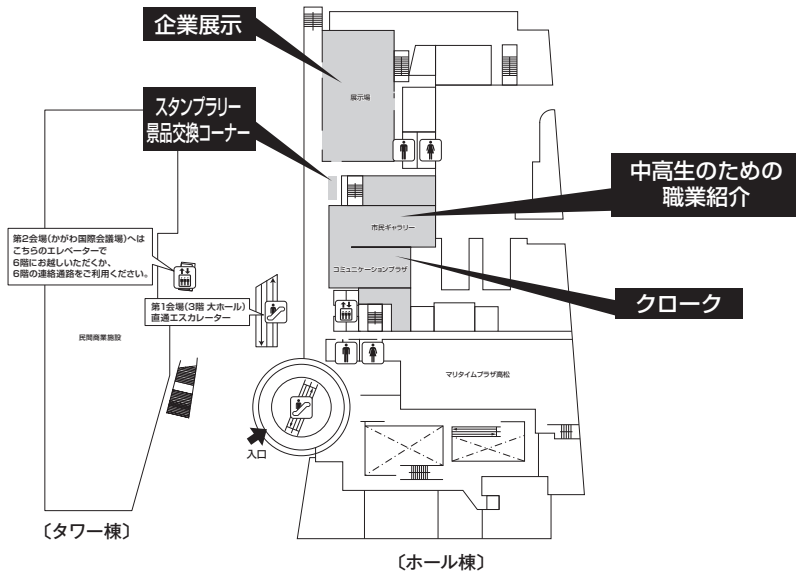 企業展示
展示場
スタンプラリー
景品交換コーナー
中高生のための
職業紹介
市民ギャラリー
第2会場(かがわ国際会議場)へは
こちらのエレベーターで
6階にお越しいただくか、
6階の連絡通路をご利用ください。
コミュニケーションプラザ
第1会場(3階 大ホール)
直通エスカレーター
クローク
民間商業施設
マリタイムプラザ高松
入口
〔タワー棟〕
〔ホール棟〕